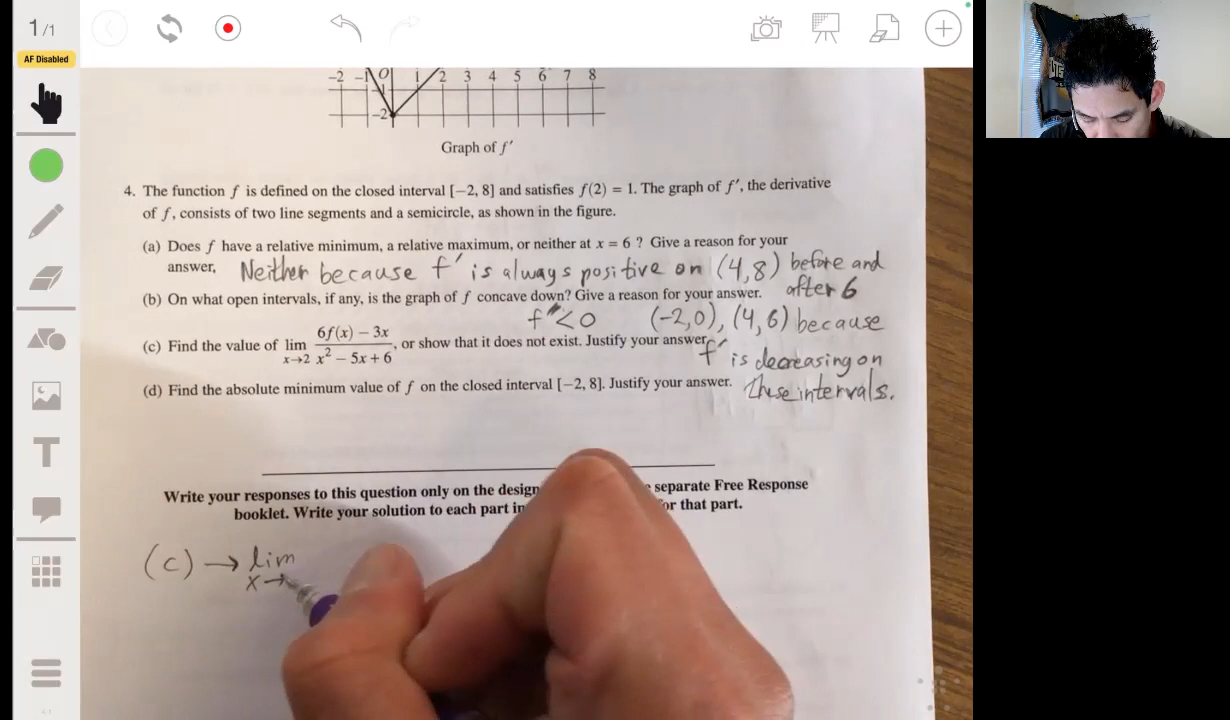 1/1
AF Disabled
-2 -1 0 1 2 3 4 5 6 7 8
-2
Graph of f′
4. The function f is defined on the closed interval [−2, 8] and satisfies f(2) = 1. The graph of f′, the derivative
of f, consists of two line segments and a semicircle, as shown in the figure.
(a) Does f have a relative minimum, a relative maximum, or neither at x = 6 ? Give a reason for your
answer. Neither because f′ is always positive on (4,8) before and
after 6
(b) On what open intervals, if any, is the graph of f concave down? Give a reason for your answer.
f″<0 (-2,0), (4,6) because
(c) Find the value of lim x→2 6f(x) − 3x / x² − 5x + 6, or show that it does not exist. Justify your answer.
f′ is decreasing on
(d) Find the absolute minimum value of f on the closed interval [−2, 8]. Justify your answer.
these intervals.
Write your responses to this question only on the design separate Free Response
booklet. Write your solution to each part in or that part.
(c) → lim
x→
T